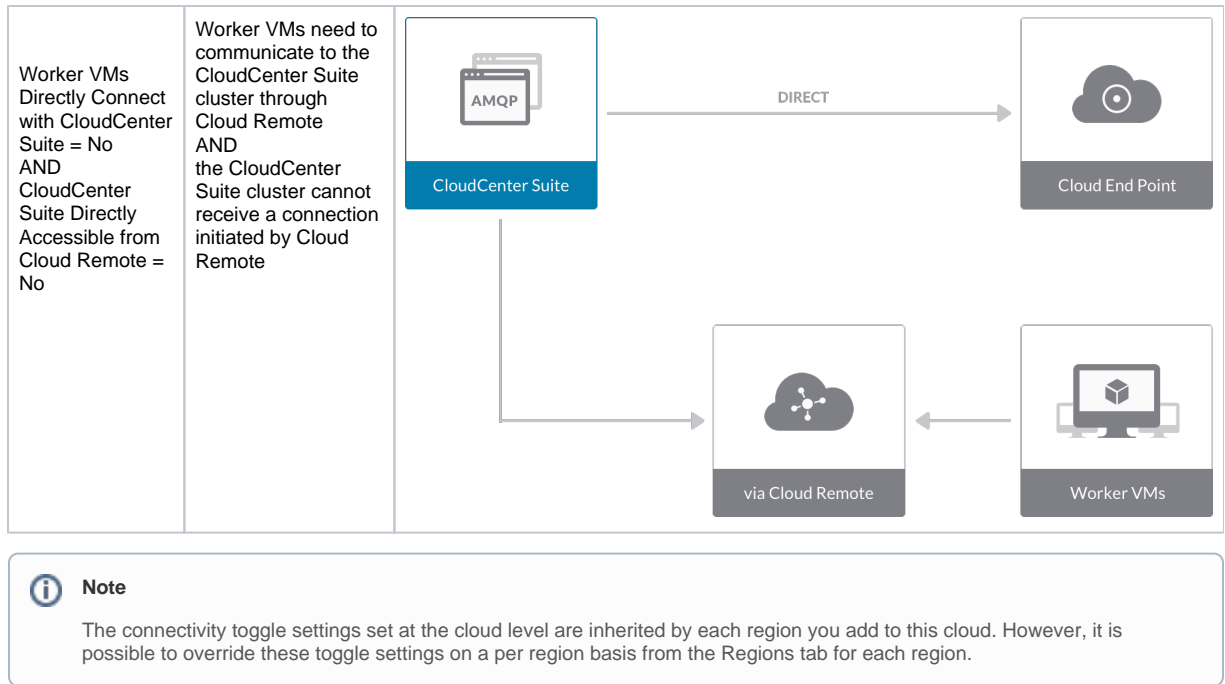 Worker VMs
Directly Connect
with CloudCenter
Suite = No
AND
CloudCenter
Suite Directly
Accessible from
Cloud Remote =
No
Worker VMs need to
communicate to the
CloudCenter Suite
cluster through
Cloud Remote
AND
the CloudCenter
Suite cluster cannot
receive a connection
initiated by Cloud
Remote
AMQP
CloudCenter Suite
DIRECT
Cloud End Point
via Cloud Remote
Worker VMs
Note
The connectivity toggle settings set at the cloud level are inherited by each region you add to this cloud. However, it is
possible to override these toggle settings on a per region basis from the Regions tab for each region.